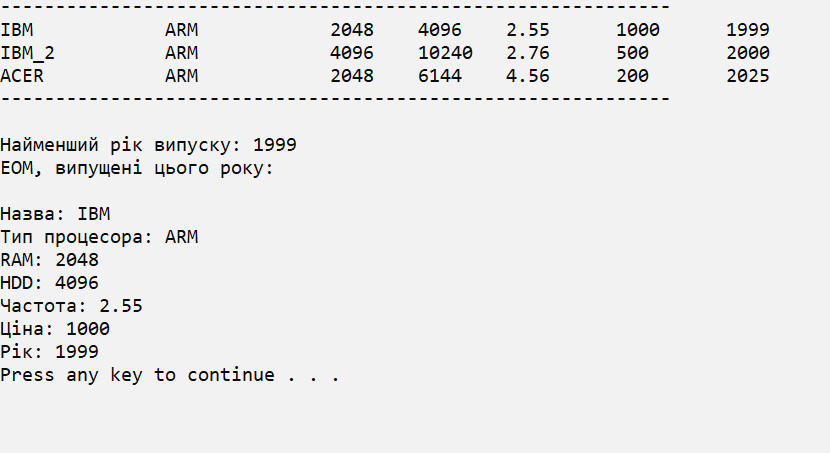 -------------------------------------------------------------
IBM ARM 2048 4096 2.55 1000 1999
IBM_2 ARM 4096 10240 2.76 500 2000
ACER ARM 2048 6144 4.56 200 2025
-------------------------------------------------------------
Найменший рік випуску: 1999
ЕОМ, випущені цього року:
Назва: IBM
Тип процесора: ARM
RAM: 2048
HDD: 4096
Частота: 2.55
Ціна: 1000
Рік: 1999
Press any key to continue . . .